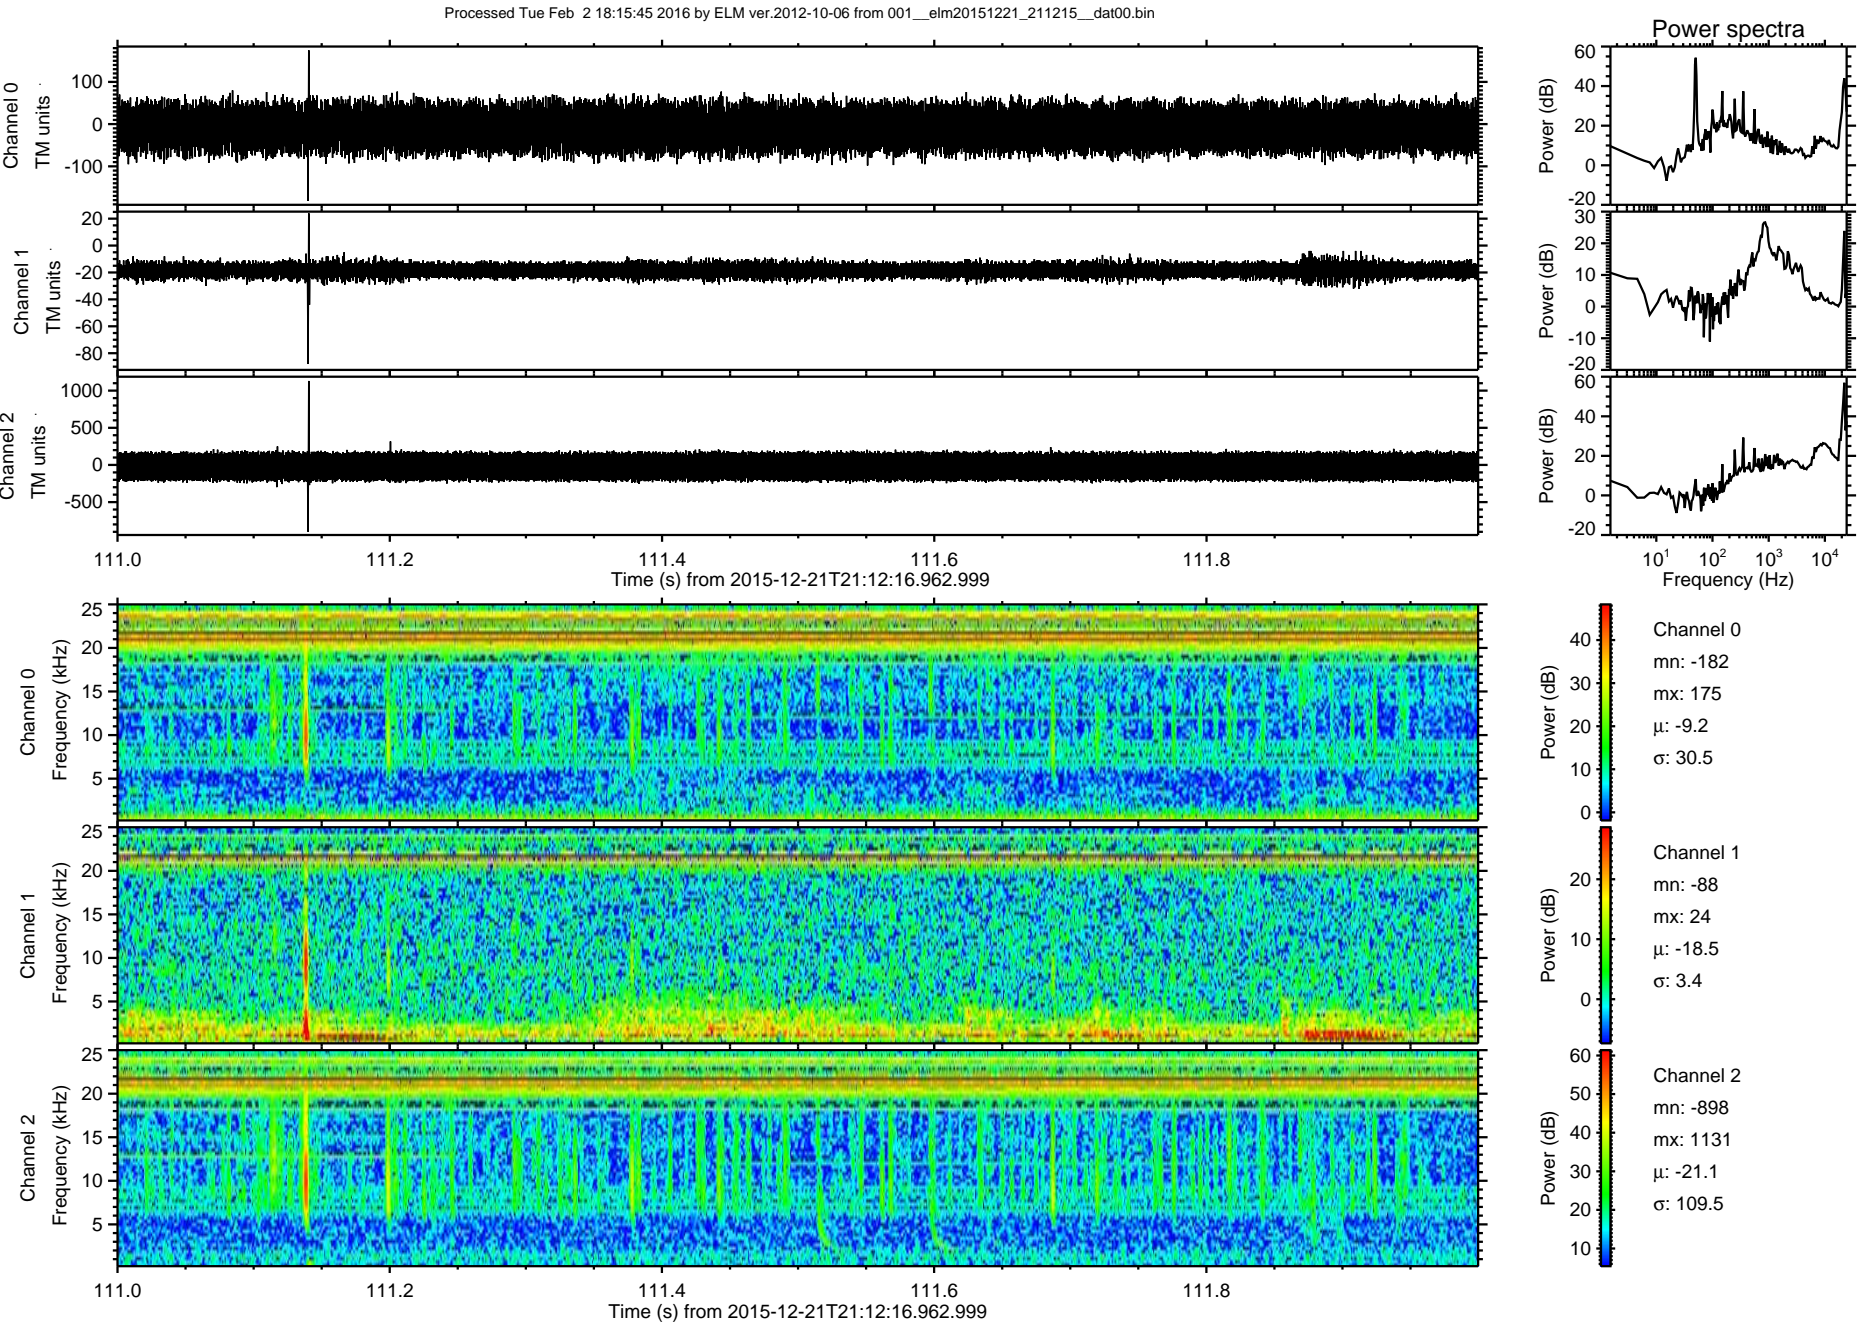 Processed Tue Feb  2 18:15:45 2016 by ELM ver.2012-10-06 from 001__elm20151221_211215__dat00.bin
Power spectra
Channel 0
TM units
100
0
-100
Power (dB)
60
40
20
0
-20
Channel 1
TM units
20
0
-20
-40
-60
-80
Power (dB)
30
20
10
0
-10
-20
Channel 2
TM units
1000
500
0
-500
Power (dB)
60
40
20
0
-20
111.0 111.2 111.4 111.6 111.8
Time (s) from 2015-12-21T21:12:16.962.999
10^1 10^2 10^3 10^4
Frequency (Hz)
Channel 0
Frequency (kHz)
25
20
15
10
5
Power (dB)
40
30
20
10
0
Channel 0
mn: -182
mx: 175
μ: -9.2
σ: 30.5
Channel 1
Frequency (kHz)
25
20
15
10
5
Power (dB)
20
10
0
Channel 1
mn: -88
mx: 24
μ: -18.5
σ: 3.4
Channel 2
Frequency (kHz)
25
20
15
10
5
Power (dB)
60
50
40
30
20
10
Channel 2
mn: -898
mx: 1131
μ: -21.1
σ: 109.5
111.0 111.2 111.4 111.6 111.8
Time (s) from 2015-12-21T21:12:16.962.999